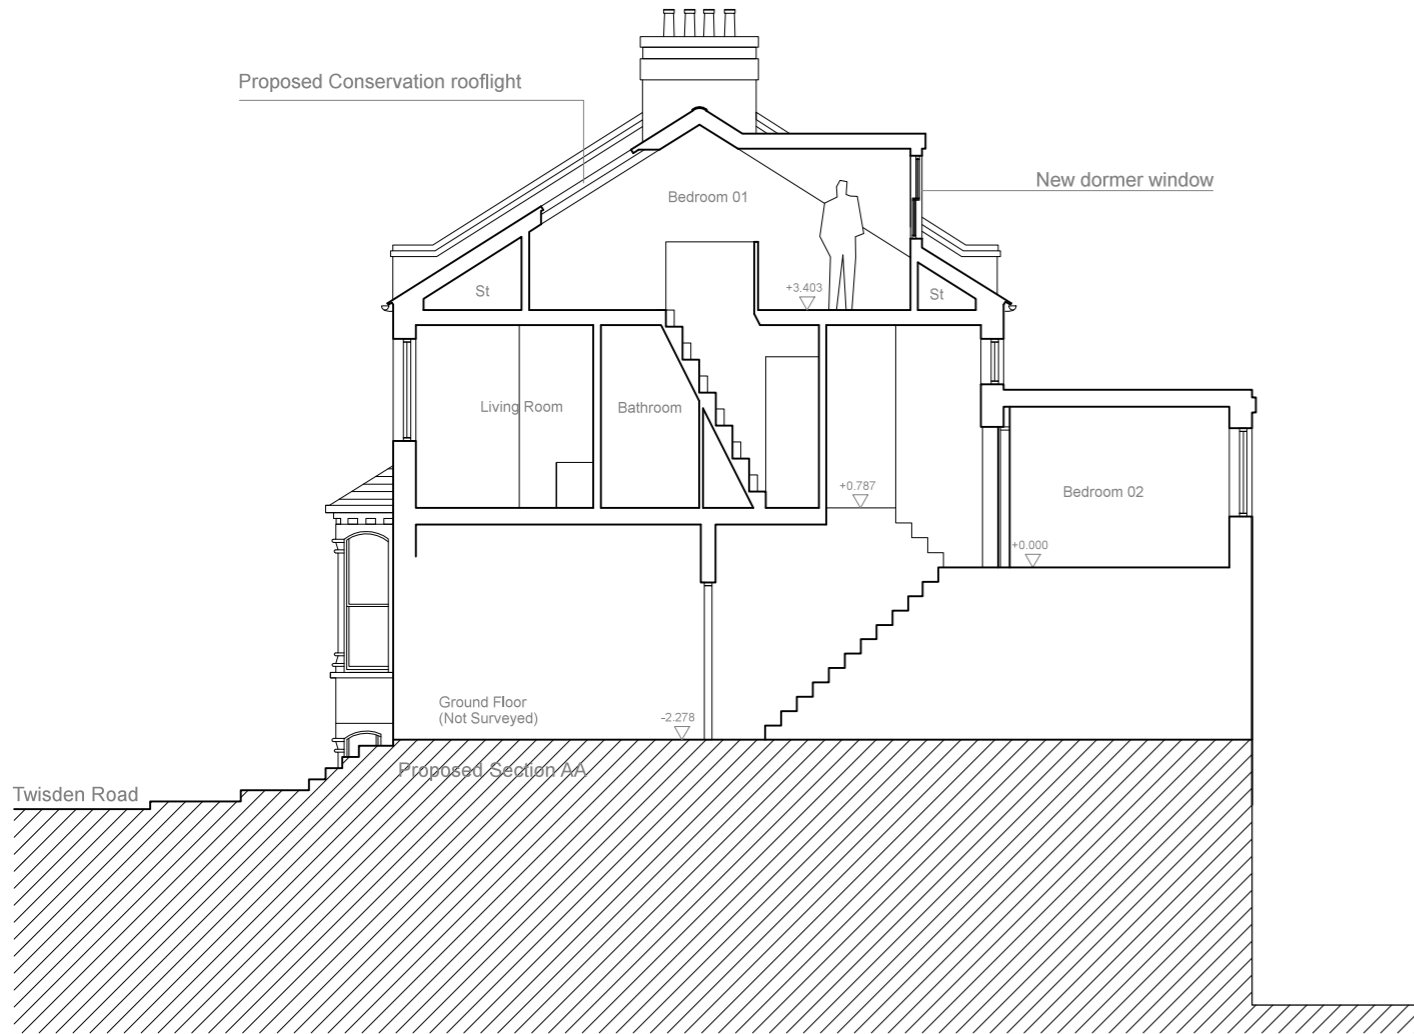 Proposed Conservation rooflight
New dormer window
Bedroom 01
+3.403
St
St
Living Room
Bathroom
+0.787
Bedroom 02
+0.000
Ground Floor
(Not Surveyed)
-2.278
Proposed Section AA
Twisden Road